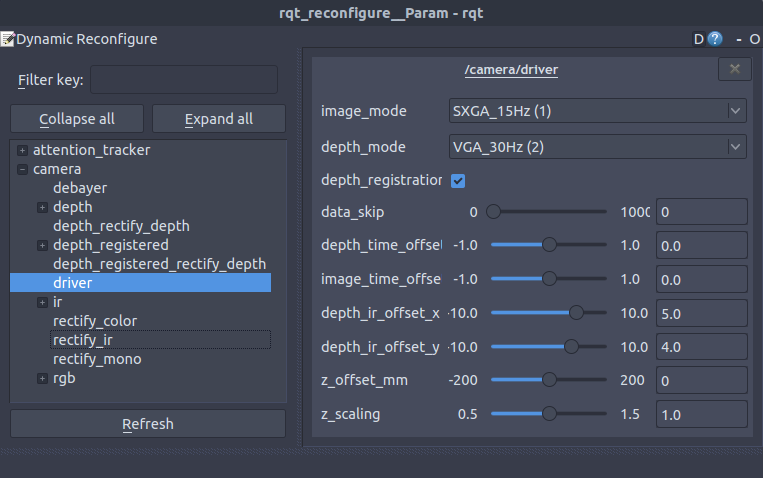 rqt_reconfigure__Param - rqt
Dynamic Reconfigure
D ? - O
Filter key:
Collapse all Expand all
attention_tracker
camera
debayer
depth
depth_rectify_depth
depth_registered
depth_registered_rectify_depth
driver
ir
rectify_color
rectify_ir
rectify_mono
rgb
Refresh
/camera/driver
image_mode SXGA_15Hz (1)
depth_mode VGA_30Hz (2)
depth_registration
data_skip 0 1000 0
depth_time_offset -1.0 1.0 0.0
image_time_offse -1.0 1.0 0.0
depth_ir_offset_x -10.0 10.0 5.0
depth_ir_offset_y -10.0 10.0 4.0
z_offset_mm -200 200 0
z_scaling 0.5 1.5 1.0